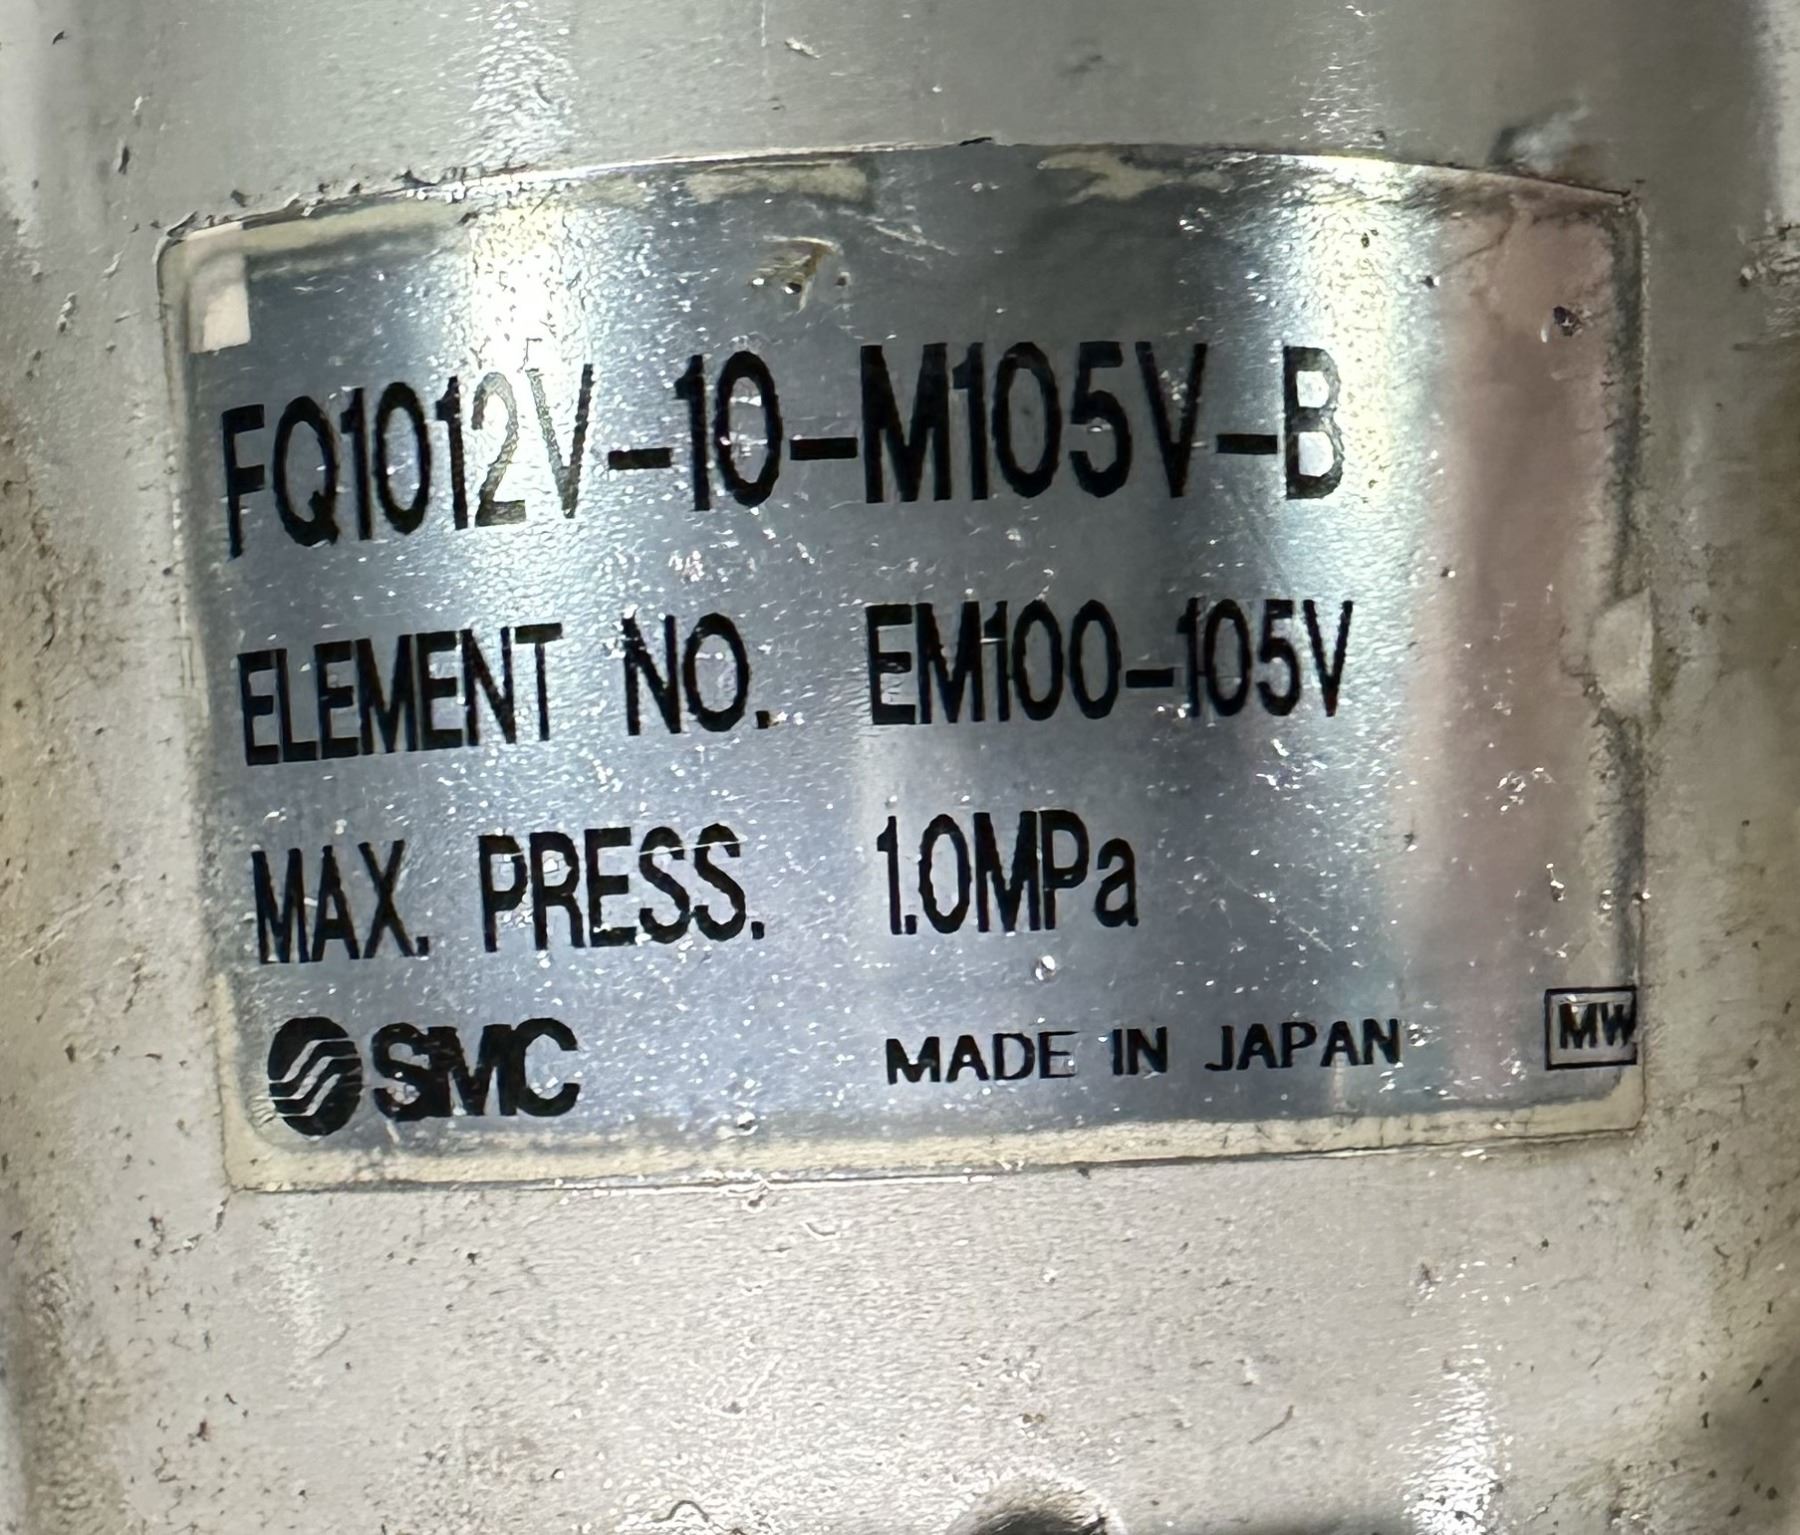 FQ1012V-10-M105V-B
ELEMENT NO. EM100-105V
MAX. PRESS. 1.0MPa
SMC MADE IN JAPAN MW